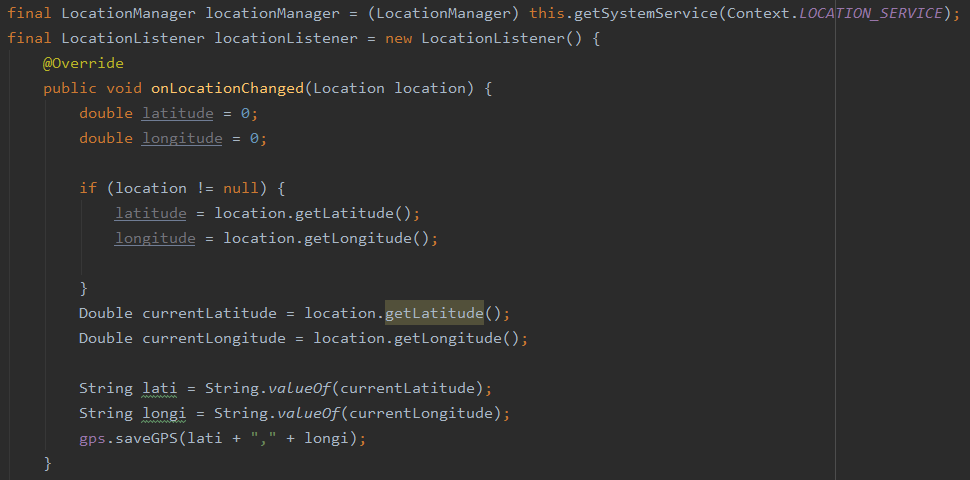 final LocationManager locationManager = (LocationManager) this.getSystemService(Context.LOCATION_SERVICE);
final LocationListener locationListener = new LocationListener() {
    @Override
    public void onLocationChanged(Location location) {
        double latitude = 0;
        double longitude = 0;

        if (location != null) {
            latitude = location.getLatitude();
            longitude = location.getLongitude();

        }
        Double currentLatitude = location.getLatitude();
        Double currentLongitude = location.getLongitude();

        String lati = String.valueOf(currentLatitude);
        String longi = String.valueOf(currentLongitude);
        gps.saveGPS(lati + "," + longi);
    }